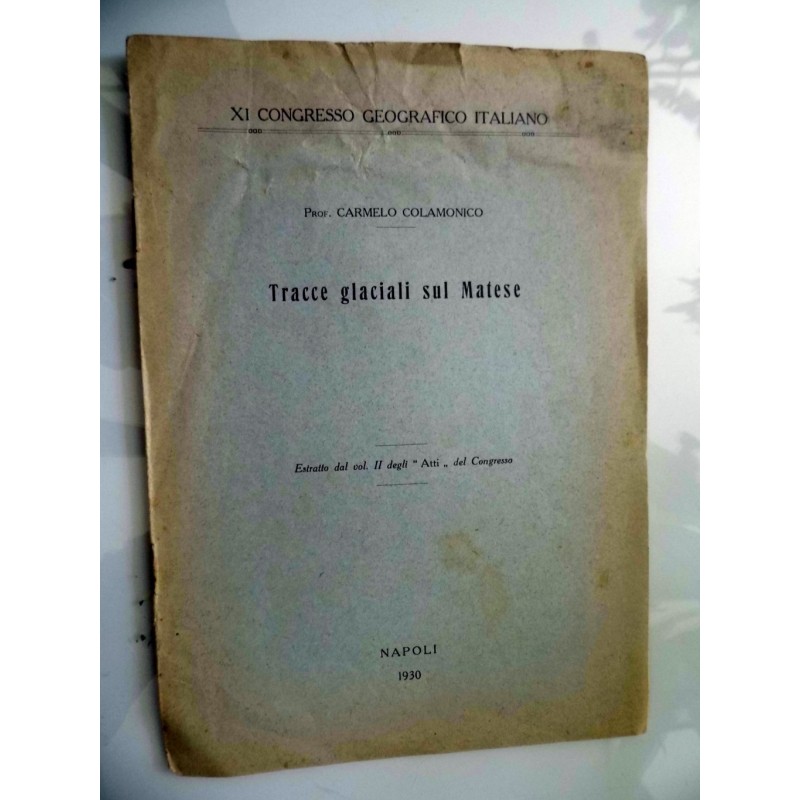 XI CONGRESSO GEOGRAFICO ITALIANO
PROF. CARMELO COLAMONICO
Tracce glaciali sul Matese
Estratto dal vol. II degli " Atti „ del Congresso
NAPOLI
1930